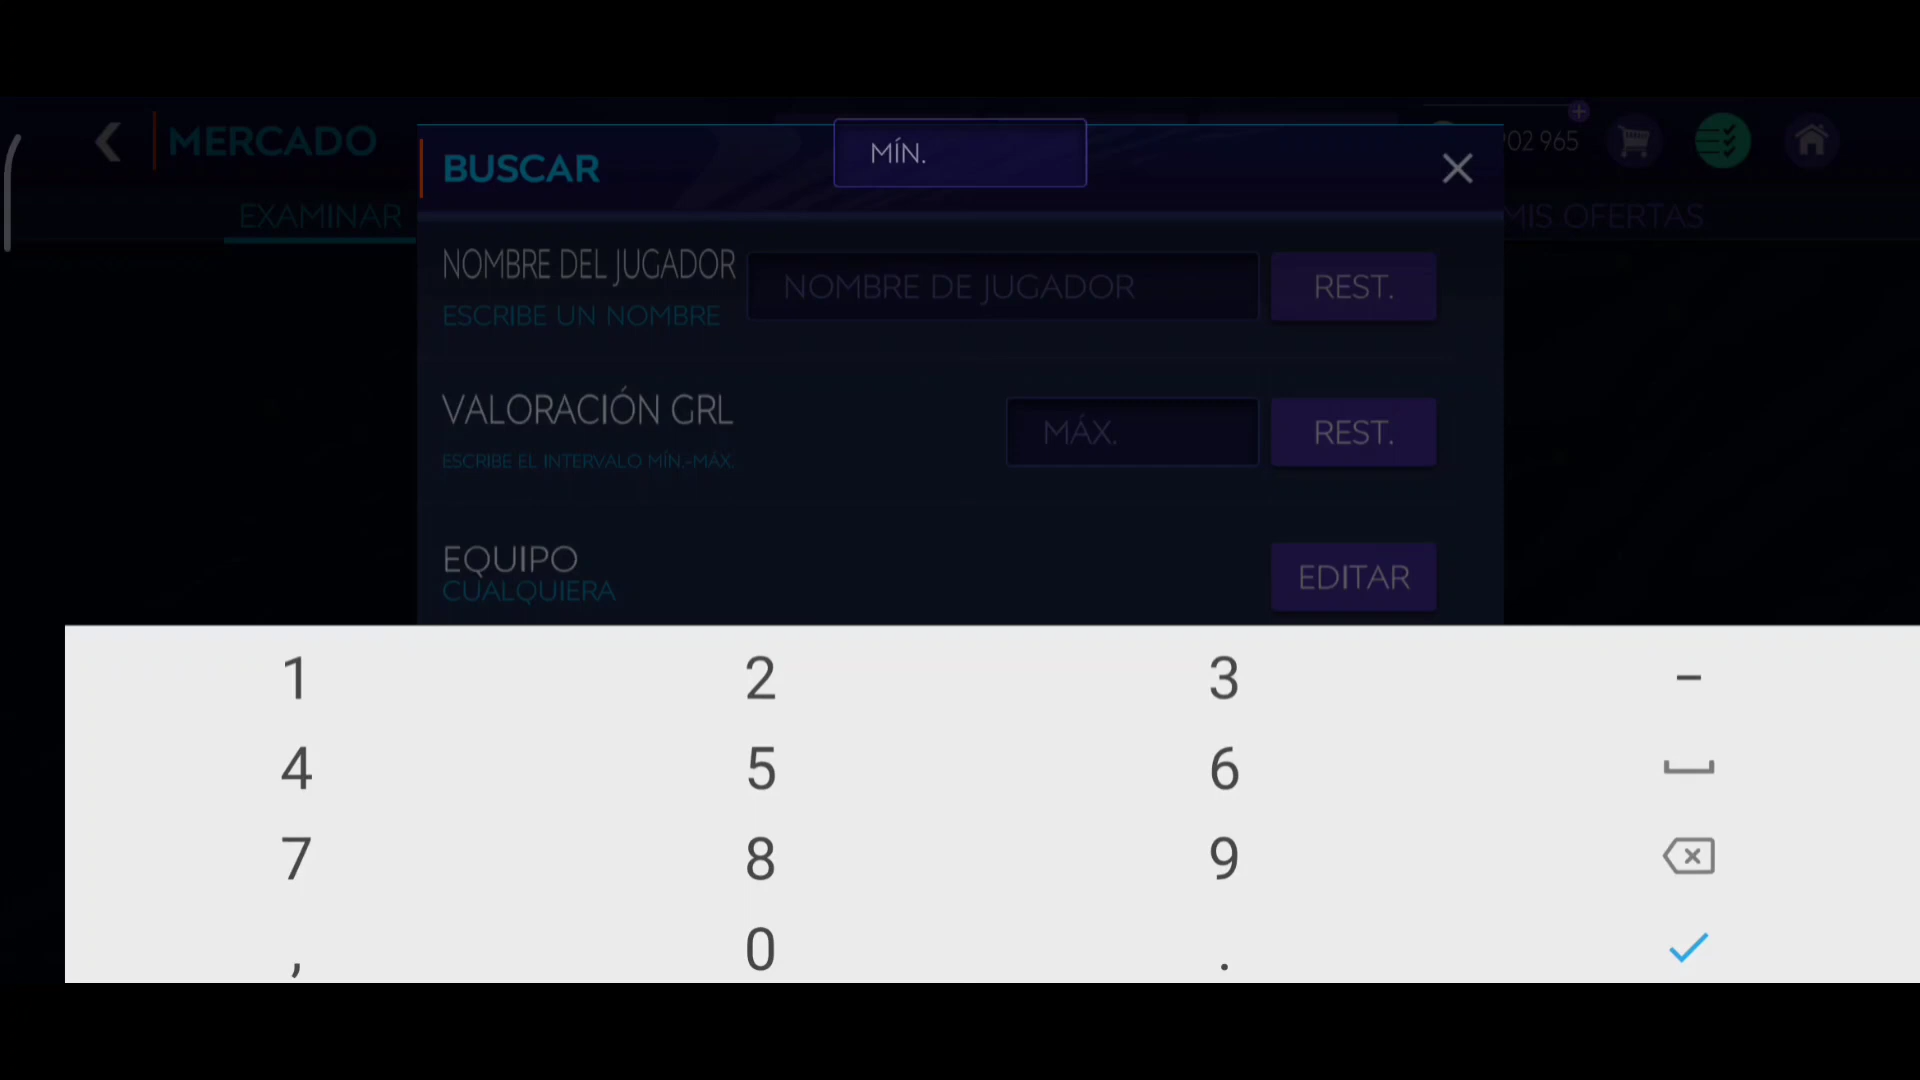 MERCADO
BUSCAR
MÍN.
902 965
EXAMINAR
MIS OFERTAS
NOMBRE DEL JUGADOR
NOMBRE DE JUGADOR
REST.
ESCRIBE UN NOMBRE
VALORACIÓN GRL
MÁX.
REST.
ESCRIBE EL INTERVALO MÍN.-MÁX.
EQUIPO
EDITAR
CUALQUIERA
1 2 3 –
4 5 6
7 8 9
, 0 .